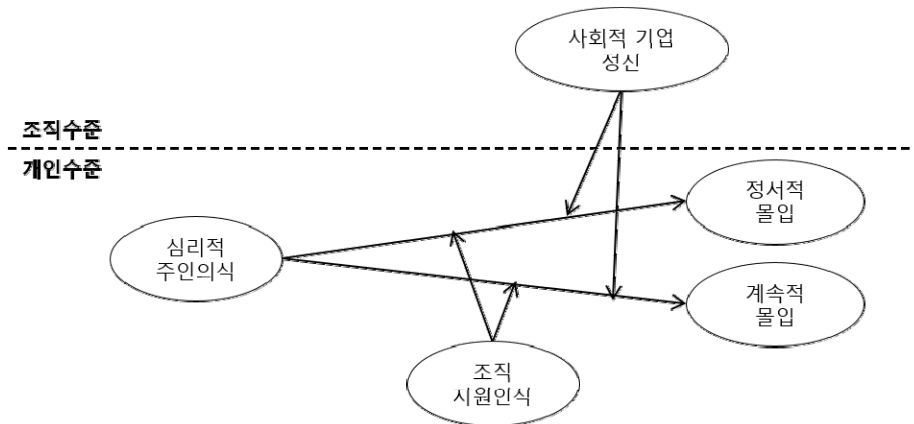 사회적 기업
성신
조직수준
개인수준
정서적
몰입
심리적
주인의식
계속적
몰입
조직
시원인식